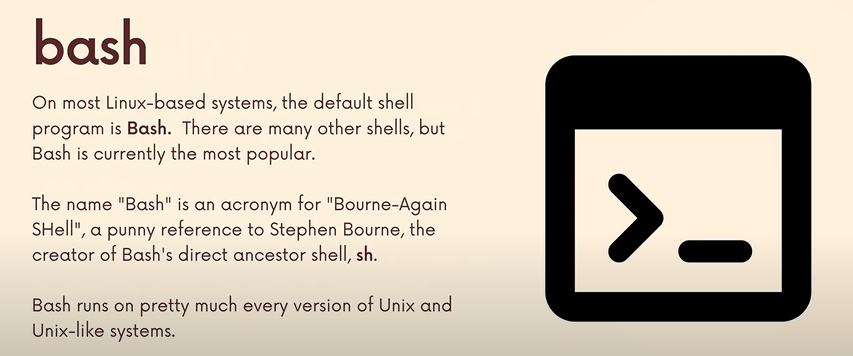 bash
On most Linux-based systems, the default shell
program is Bash. There are many other shells, but
Bash is currently the most popular.
The name "Bash" is an acronym for "Bourne-Again
SHell", a punny reference to Stephen Bourne, the
creator of Bash's direct ancestor shell, sh.
Bash runs on pretty much every version of Unix and
Unix-like systems.